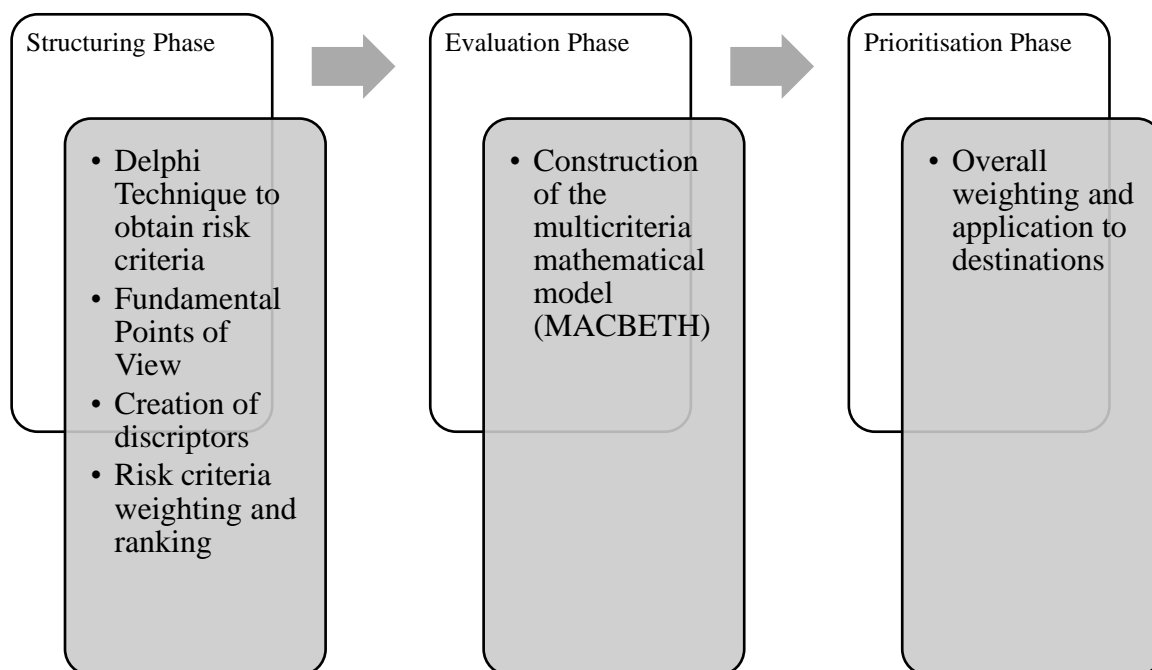 Structuring Phase
• Delphi
Technique to
obtain risk
criteria
• Fundamental
Points of
View
• Creation of
discriptors
• Risk criteria
weighting and
ranking
Evaluation Phase
• Construction
of the
multicriteria
mathematical
model
(MACBETH)
Prioritisation Phase
• Overall
weighting and
application to
destinations